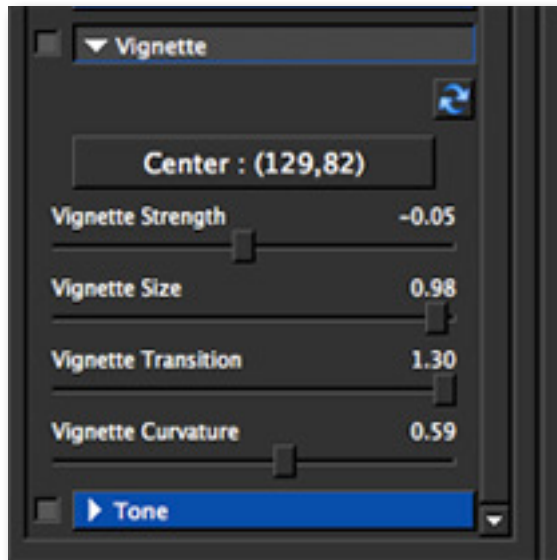 Vignette
Center : (129,82)
Vignette Strength -0.05
Vignette Size 0.98
Vignette Transition 1.30
Vignette Curvature 0.59
Tone